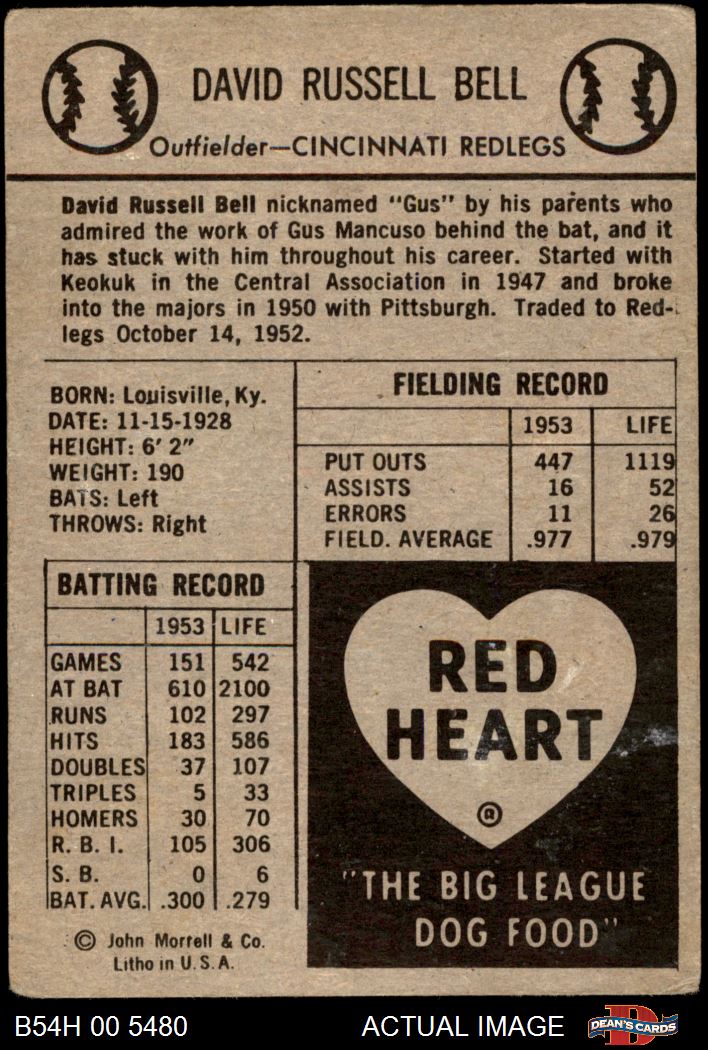 DAVID RUSSELL BELL
Outfielder—CINCINNATI REDLEGS
David Russell Bell nicknamed "Gus" by his parents who
admired the work of Gus Mancuso behind the bat, and it
has stuck with him throughout his career. Started with
Keokuk in the Central Association in 1947 and broke
into the majors in 1950 with Pittsburgh. Traded to Red-
legs October 14, 1952.
BORN: Louisville, Ky.
DATE: 11-15-1928
HEIGHT: 6' 2"
WEIGHT: 190
BATS: Left
THROWS: Right
FIELDING RECORD
1953 LIFE
PUT OUTS 447 1119
ASSISTS 16 52
ERRORS 11 26
FIELD. AVERAGE .977 .979
BATTING RECORD
1953 LIFE
GAMES 151 542
AT BAT 610 2100
RUNS 102 297
HITS 183 586
DOUBLES 37 107
TRIPLES 5 33
HOMERS 30 70
R. B. I. 105 306
S. B. 0 6
BAT. AVG. .300 .279
© John Morrell & Co.
Litho in U. S. A.
RED
HEART
®
"THE BIG LEAGUE
DOG FOOD"
B54H 00 5480
ACTUAL IMAGE
D
DEAN'S CARDS